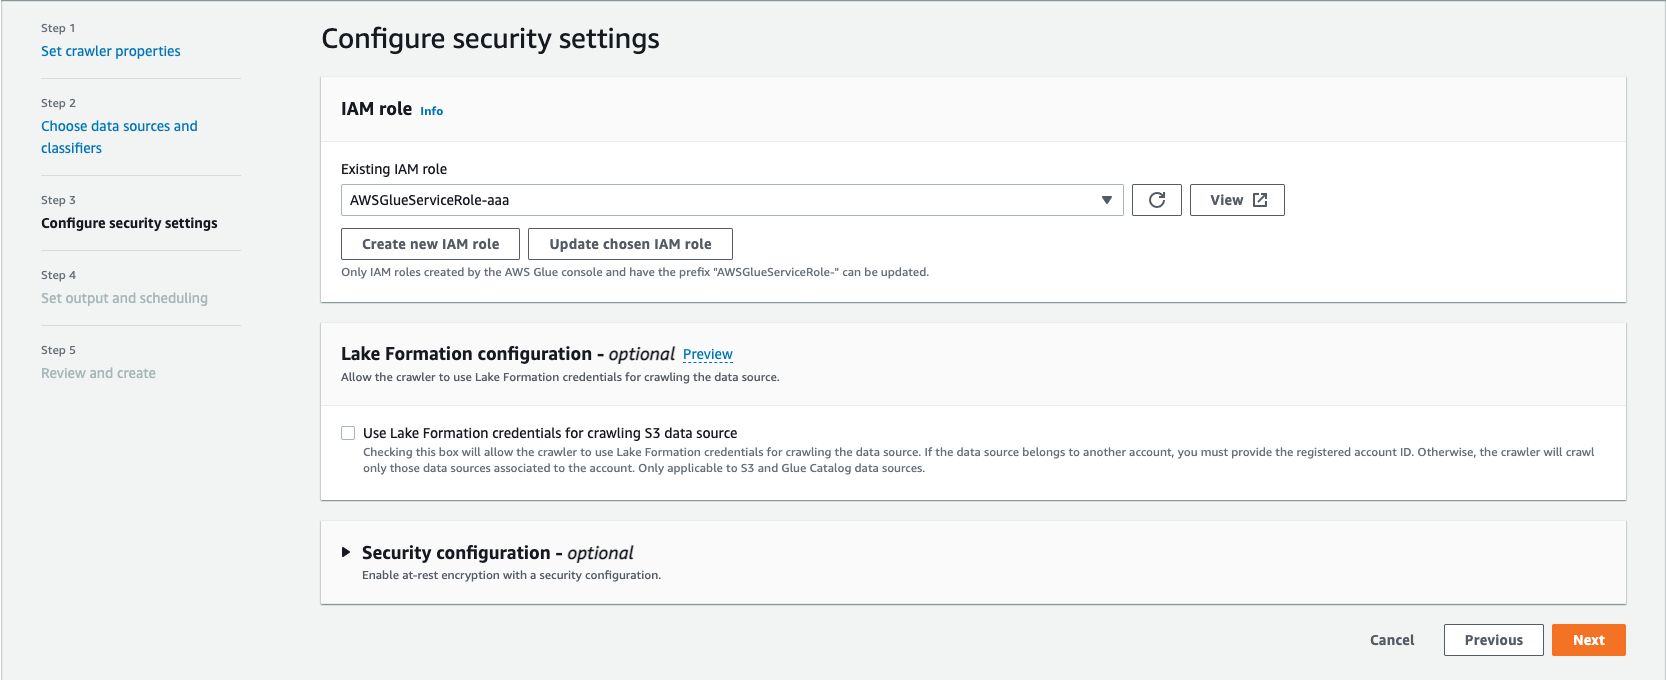 Step 1
Set crawler properties
Step 2
Choose data sources and
classifiers
Step 3
Configure security settings
Step 4
Set output and scheduling
Step 5
Review and create
Configure security settings
IAM role Info
Existing IAM role
AWSGlueServiceRole-aaa
View
Create new IAM role
Update chosen IAM role
Only IAM roles created by the AWS Glue console and have the prefix "AWSGlueServiceRole-" can be updated.
Lake Formation configuration - optional Preview
Allow the crawler to use Lake Formation credentials for crawling the data source.
Use Lake Formation credentials for crawling S3 data source
Checking this box will allow the crawler to use Lake Formation credentials for crawling the data source. If the data source belongs to another account, you must provide the registered account ID. Otherwise, the crawler will crawl
only those data sources associated to the account. Only applicable to S3 and Glue Catalog data sources.
Security configuration - optional
Enable at-rest encryption with a security configuration.
Cancel
Previous
Next